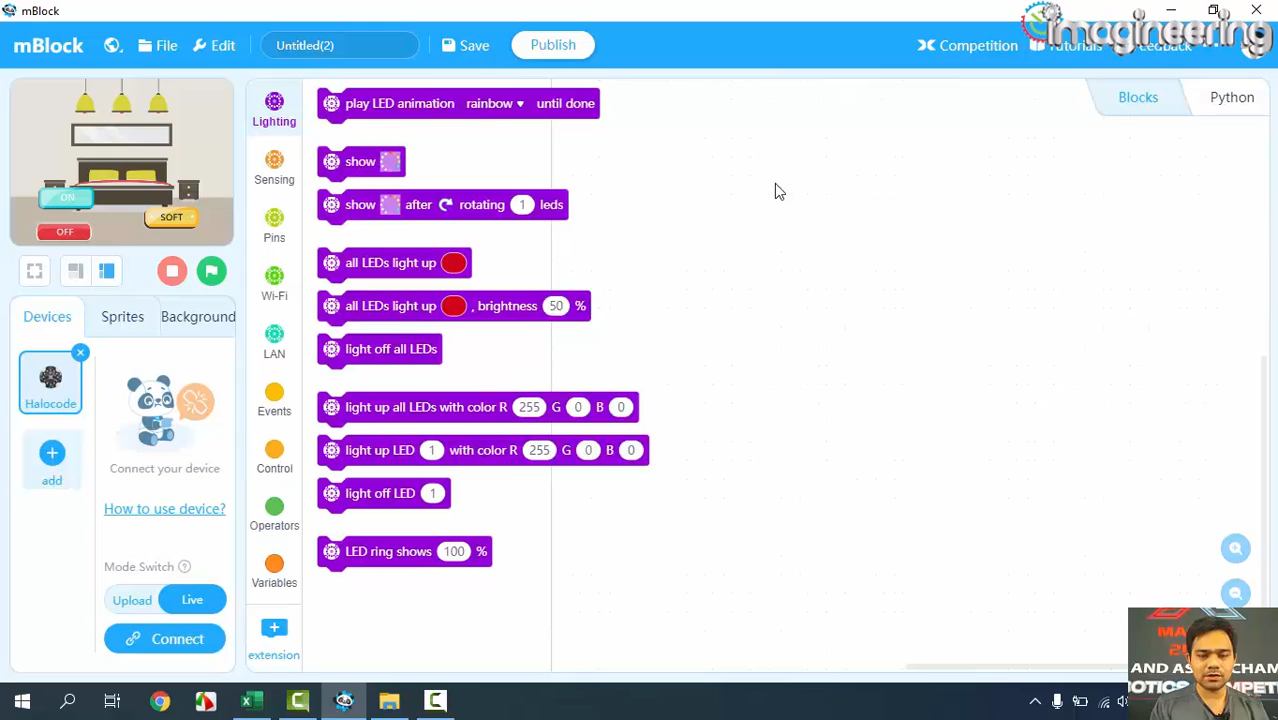 mBlock
imagineering
mBlock File Edit Untitled(2) Save Publish Competition Tutorials Feedback
Blocks Python
ON
SOFT
OFF
Devices Sprites Background
Halocode
add
Connect your device
How to use device?
Mode Switch ?
Upload Live
Connect
Lighting
Sensing
Pins
Wi-Fi
LAN
Events
Control
Operators
Variables
extension
play LED animation rainbow until done
show
show after rotating 1 leds
all LEDs light up
all LEDs light up , brightness 50 %
light off all LEDs
light up all LEDs with color R 255 G 0 B 0
light up LED 1 with color R 255 G 0 B 0
light off LED 1
LED ring shows 100 %
AND AS